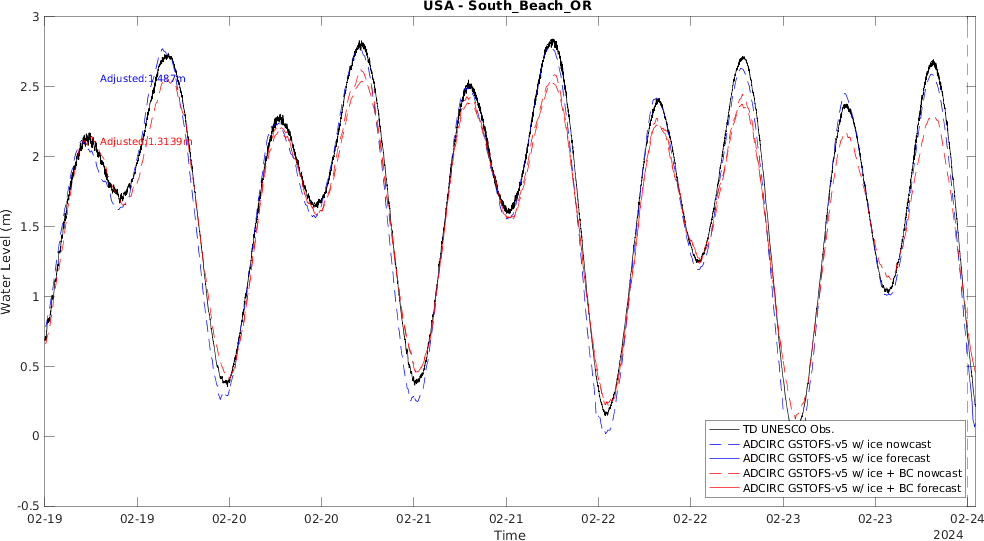 USA - South_Beach_OR
3
2.5
2
1.5
1
0.5
0
-0.5
Water Level (m)
Adjusted:1.487m
Adjusted:1.3139m
TD UNESCO Obs.
ADCIRC GSTOFS-v5 w/ ice nowcast
ADCIRC GSTOFS-v5 w/ ice forecast
ADCIRC GSTOFS-v5 w/ ice + BC nowcast
ADCIRC GSTOFS-v5 w/ ice + BC forecast
02-19 02-19 02-20 02-20 02-21 02-21 02-22 02-22 02-23 02-23 02-24
2024
Time